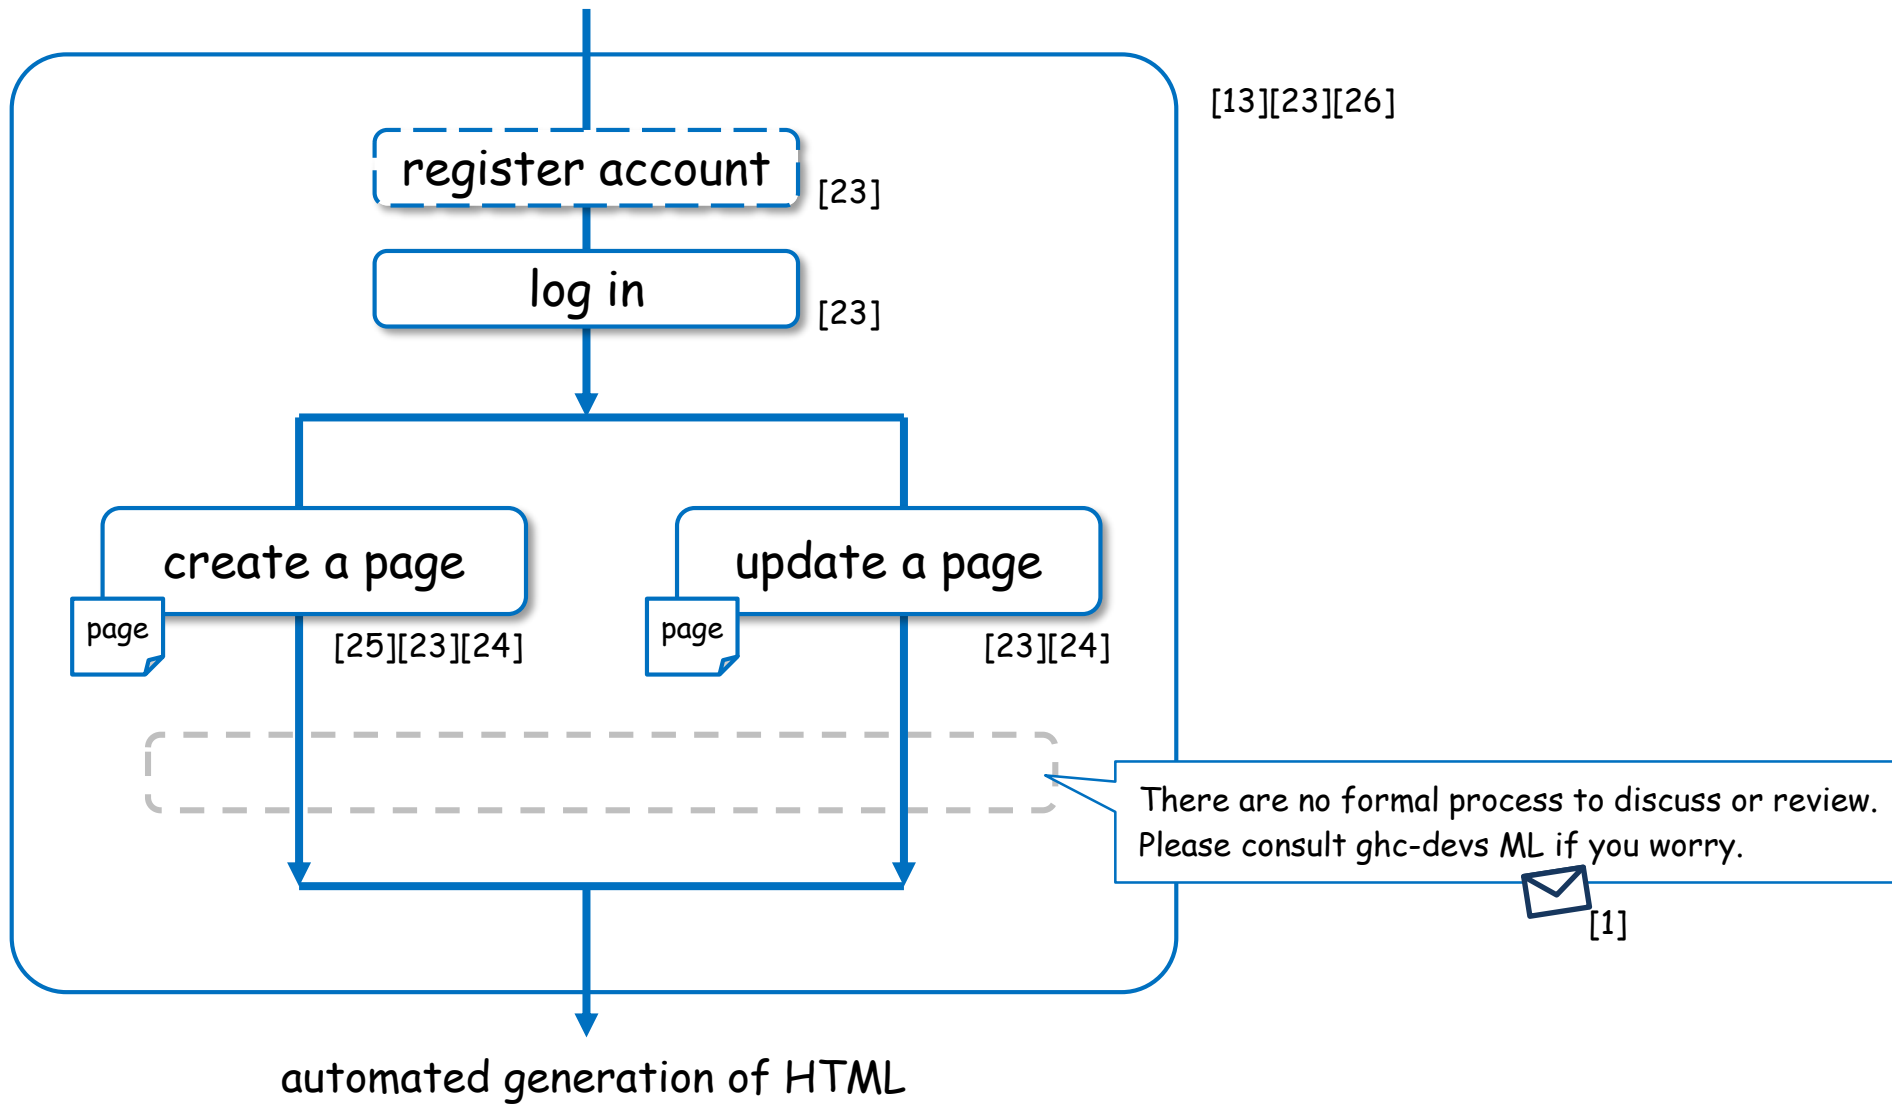 [13][23][26]
register account
[23]
log in
[23]
create a page
update a page
page
page
[25][23][24]
[23][24]
There are no formal process to discuss or review.
Please consult ghc-devs ML if you worry.
[1]
automated generation of HTML